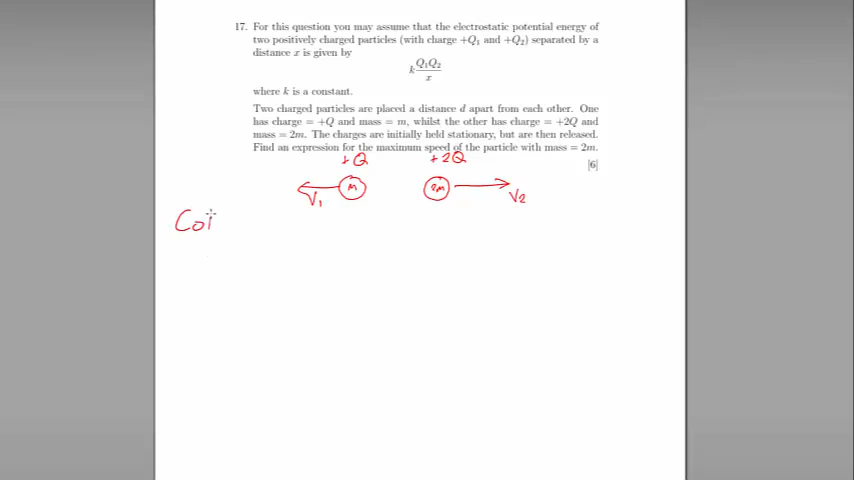 17. For this question you may assume that the electrostatic potential energy of
two positively charged particles (with charge +Q₁ and +Q₂) separated by a
distance x is given by
k Q₁Q₂/x
where k is a constant.
Two charged particles are placed a distance d apart from each other. One
has charge = +Q and mass = m, whilst the other has charge = +2Q and
mass = 2m. The charges are initially held stationary, but are then released.
Find an expression for the maximum speed of the particle with mass = 2m.
[6]
+Q +2Q
m 2m
V₁ V₂